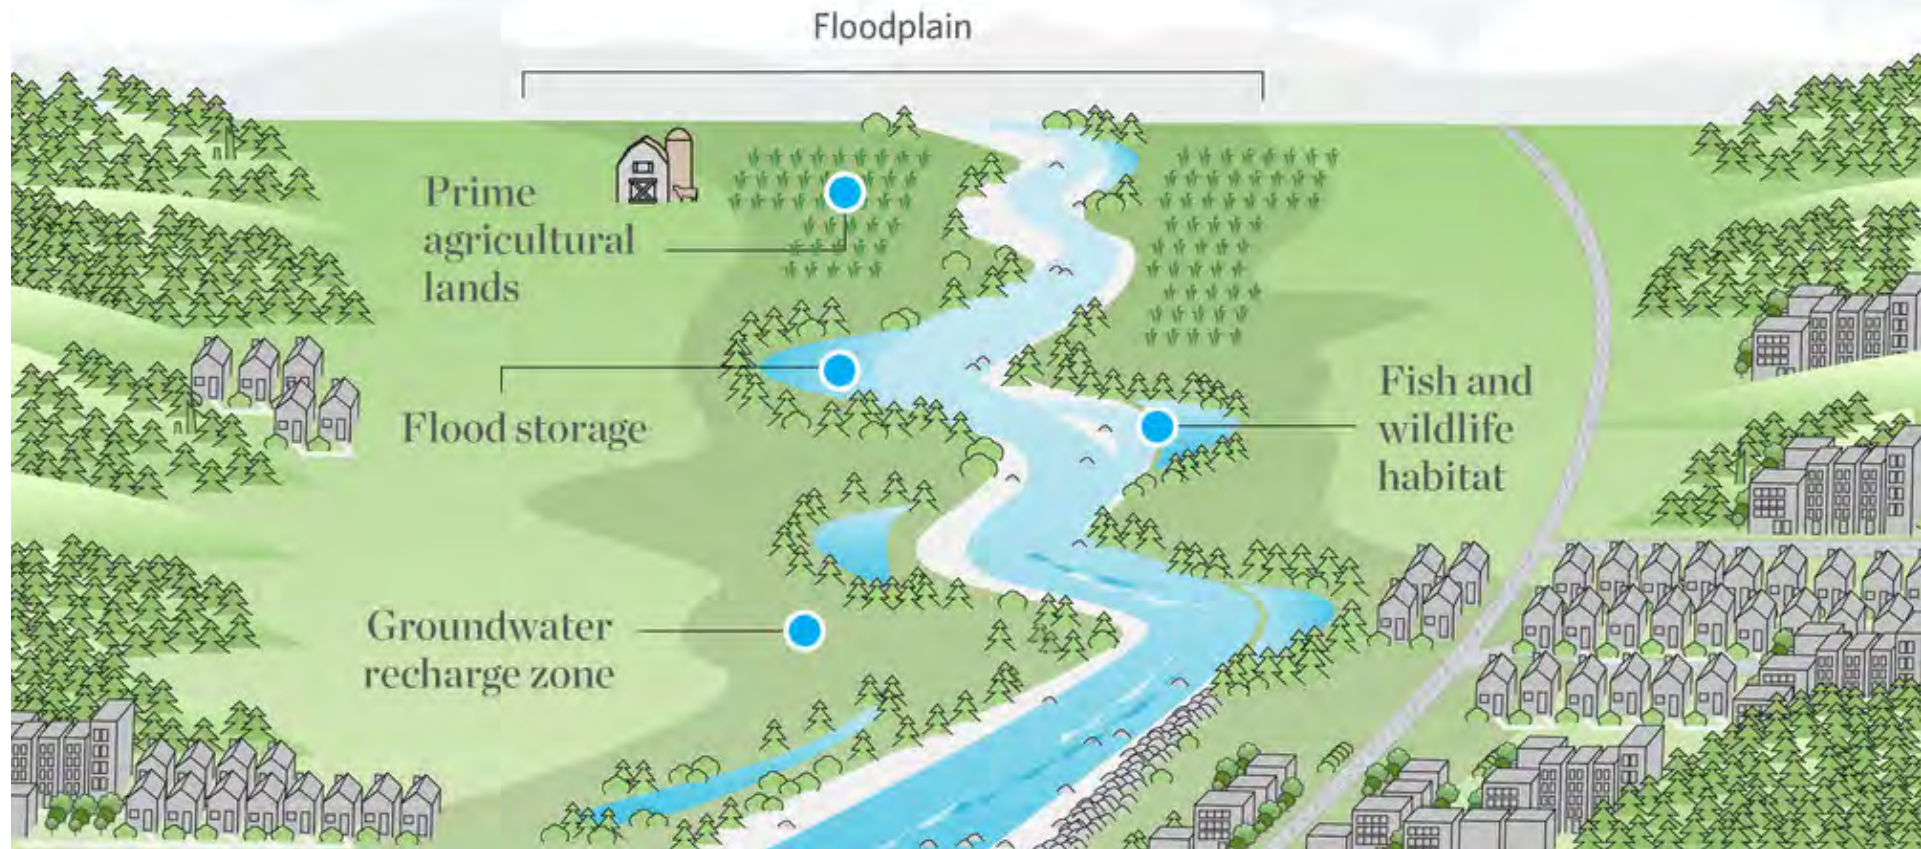 Floodplain
Prime
agricultural
lands
Flood storage
Fish and
wildlife
habitat
Groundwater
recharge zone